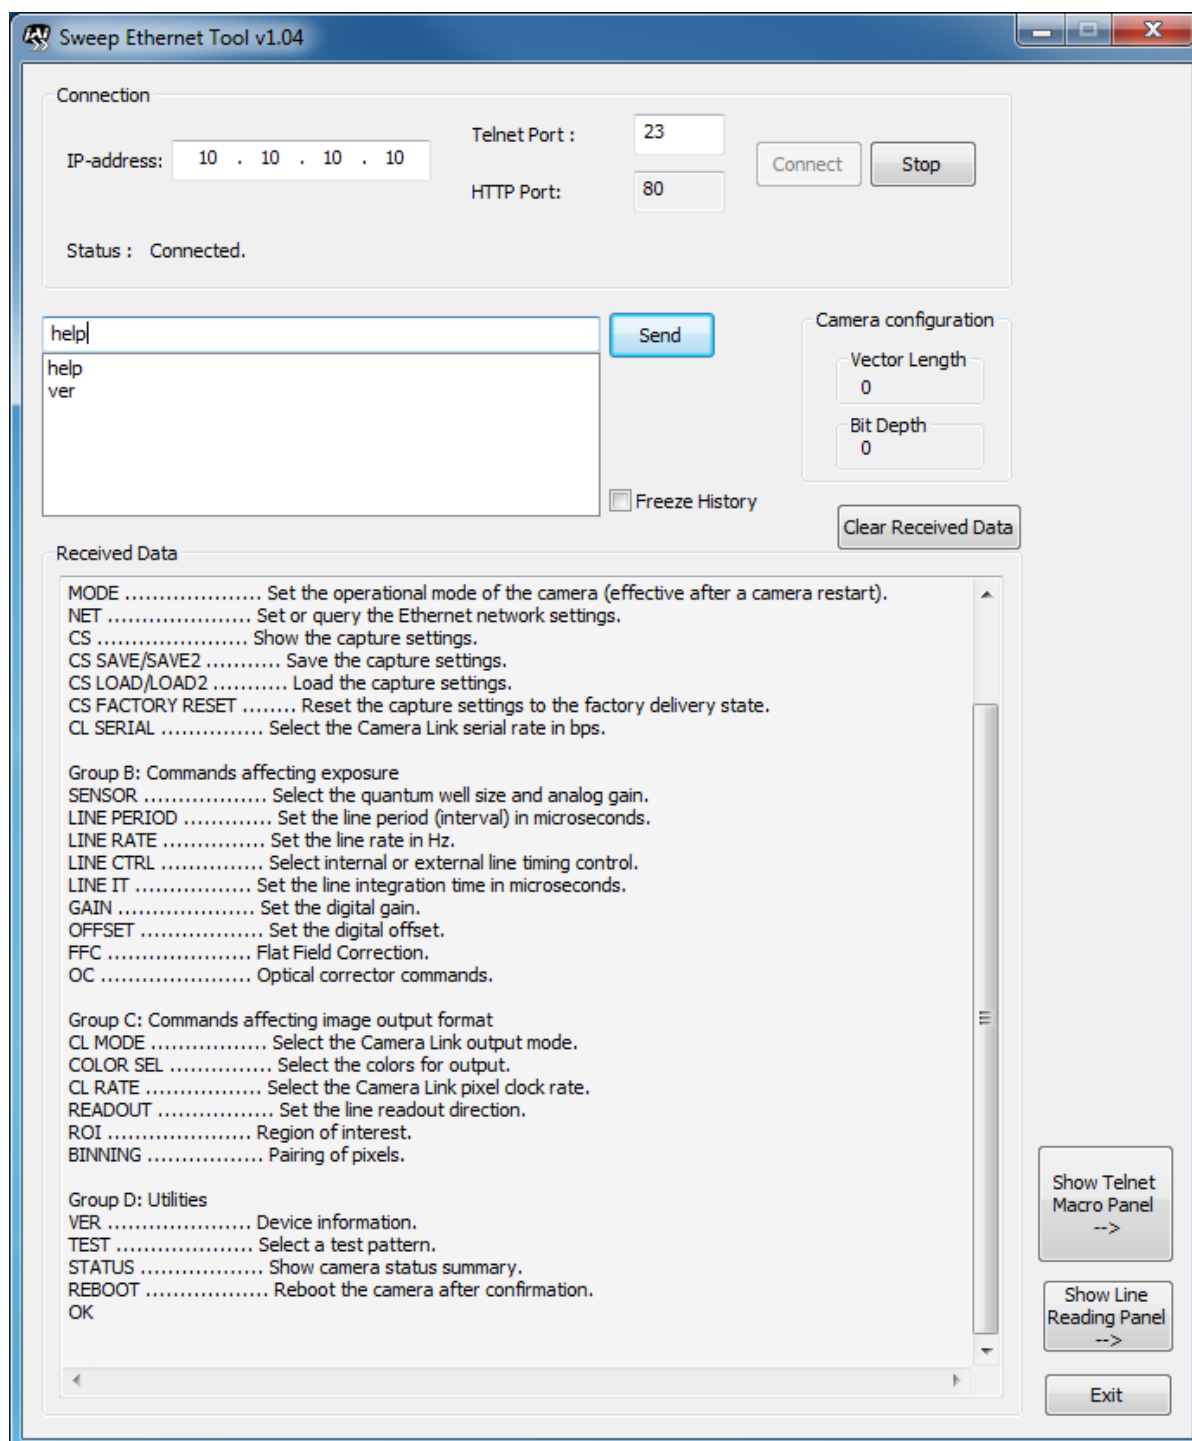 Sweep Ethernet Tool v1.04
Connection
IP-address: 10 . 10 . 10 . 10
Telnet Port : 23
HTTP Port: 80
Connect
Stop
Status : Connected.
help
Send
help
ver
Freeze History
Camera configuration
Vector Length
0
Bit Depth
0
Clear Received Data
Received Data
MODE .................... Set the operational mode of the camera (effective after a camera restart).
NET ..................... Set or query the Ethernet network settings.
CS ...................... Show the capture settings.
CS SAVE/SAVE2 ........... Save the capture settings.
CS LOAD/LOAD2 ........... Load the capture settings.
CS FACTORY RESET ........ Reset the capture settings to the factory delivery state.
CL SERIAL ............... Select the Camera Link serial rate in bps.
Group B: Commands affecting exposure
SENSOR .................. Select the quantum well size and analog gain.
LINE PERIOD ............. Set the line period (interval) in microseconds.
LINE RATE ............... Set the line rate in Hz.
LINE CTRL ............... Select internal or external line timing control.
LINE IT ................. Set the line integration time in microseconds.
GAIN .................... Set the digital gain.
OFFSET .................. Set the digital offset.
FFC ..................... Flat Field Correction.
OC ...................... Optical corrector commands.
Group C: Commands affecting image output format
CL MODE ................. Select the Camera Link output mode.
COLOR SEL ............... Select the colors for output.
CL RATE ................. Select the Camera Link pixel clock rate.
READOUT ................. Set the line readout direction.
ROI ..................... Region of interest.
BINNING ................. Pairing of pixels.
Group D: Utilities
VER ..................... Device information.
TEST .................... Select a test pattern.
STATUS .................. Show camera status summary.
REBOOT .................. Reboot the camera after confirmation.
OK
Show Telnet
Macro Panel
-->
Show Line
Reading Panel
-->
Exit